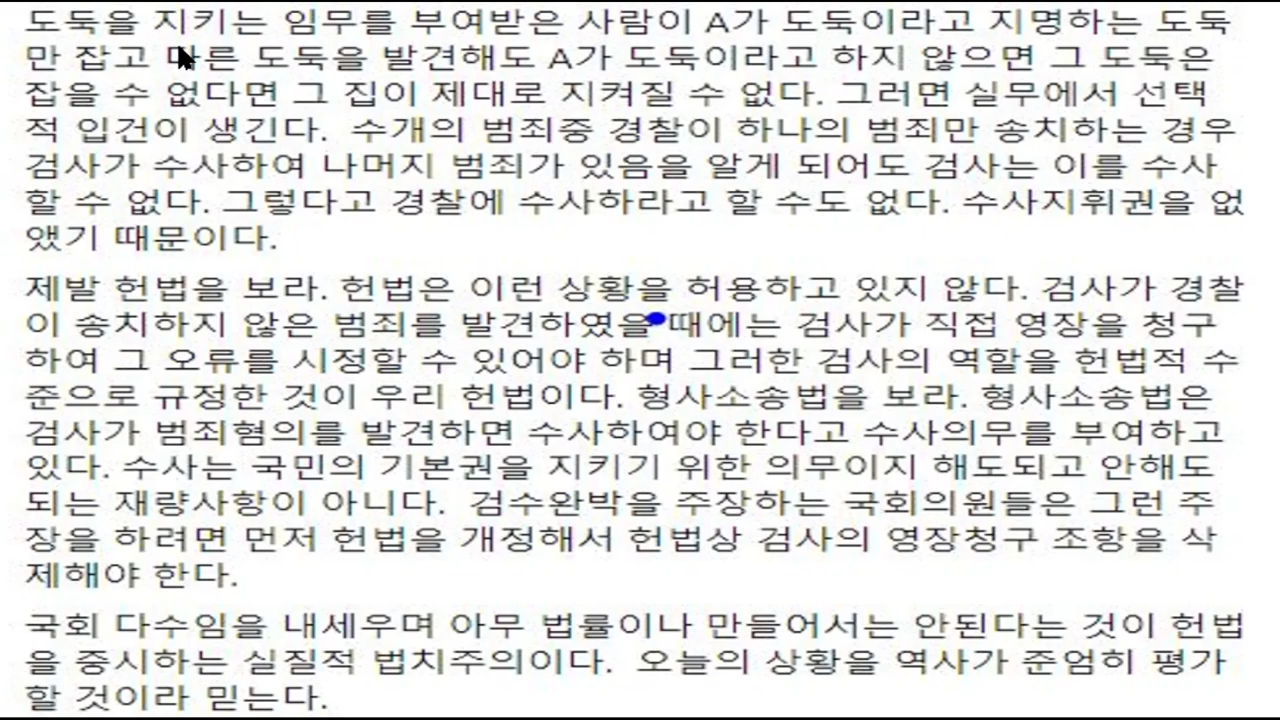 도둑을 지키는 임무를 부여받은 사람이 A가 도둑이라고 지명하는 도둑
만 잡고 다른 도둑을 발견해도 A가 도둑이라고 하지 않으면 그 도둑은
잡을 수 없다면 그 집이 제대로 지켜질 수 없다. 그러면 실무에서 선택
적 입건이 생긴다. 수개의 범죄중 경찰이 하나의 범죄만 송치하는 경우
검사가 수사하여 나머지 범죄가 있음을 알게 되어도 검사는 이를 수사
할 수 없다. 그렇다고 경찰에 수사하라고 할 수도 없다. 수사지휘권을 없
앴기 때문이다.
제발 헌법을 보라. 헌법은 이런 상황을 허용하고 있지 않다. 검사가 경찰
이 송치하지 않은 범죄를 발견하였을 때에는 검사가 직접 영장을 청구
하여 그 오류를 시정할 수 있어야 하며 그러한 검사의 역할을 헌법적 수
준으로 규정한 것이 우리 헌법이다. 형사소송법을 보라. 형사소송법은
검사가 범죄혐의를 발견하면 수사하여야 한다고 수사의무를 부여하고
있다. 수사는 국민의 기본권을 지키기 위한 의무이지 해도되고 안해도
되는 재량사항이 아니다. 검수완박을 주장하는 국회의원들은 그런 주
장을 하려면 먼저 헌법을 개정해서 헌법상 검사의 영장청구 조항을 삭
제해야 한다.
국회 다수임을 내세우며 아무 법률이나 만들어서는 안된다는 것이 헌법
을 중시하는 실질적 법치주의이다. 오늘의 상황을 역사가 준엄히 평가
할 것이라 믿는다.